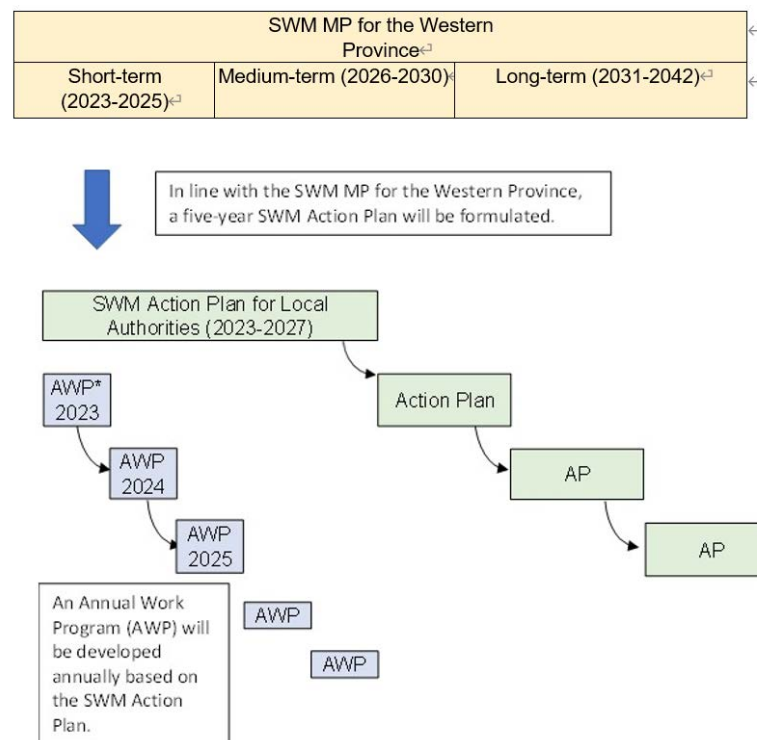 SWM MP for the Western
Province↵
Short-term
(2023-2025)↵
Medium-term (2026-2030)↵
Long-term (2031-2042)↵
In line with the SWM MP for the Western Province,
a five-year SWM Action Plan will be formulated.
SWM Action Plan for Local
Authorities (2023-2027)
AWP*
2023
Action Plan
AWP
2024
AP
AWP
2025
AP
An Annual Work
Program (AWP) will
be developed
annually based on
the SWM Action
Plan.
AWP
AWP